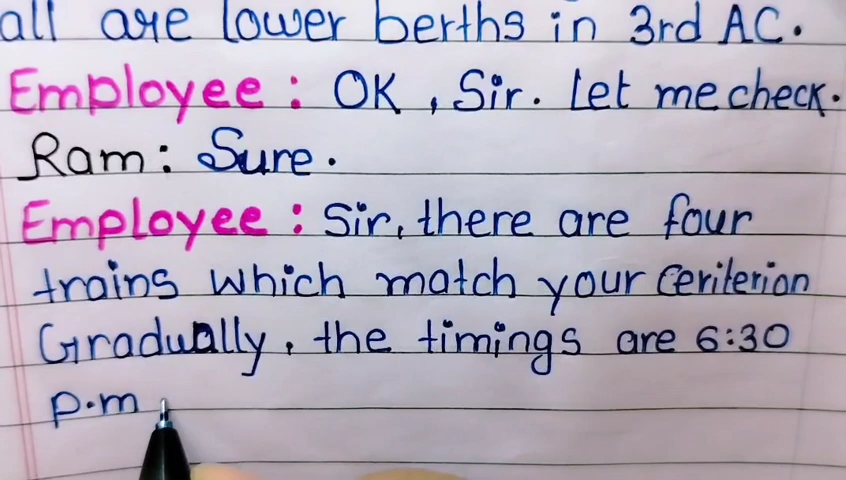 all are lower berths in 3rd AC.
Employee : OK , Sir. Let me check.
Ram : Sure.
Employee : Sir, there are four
trains which match your Ceriterion
Gradually, the timings are 6:30
p.m